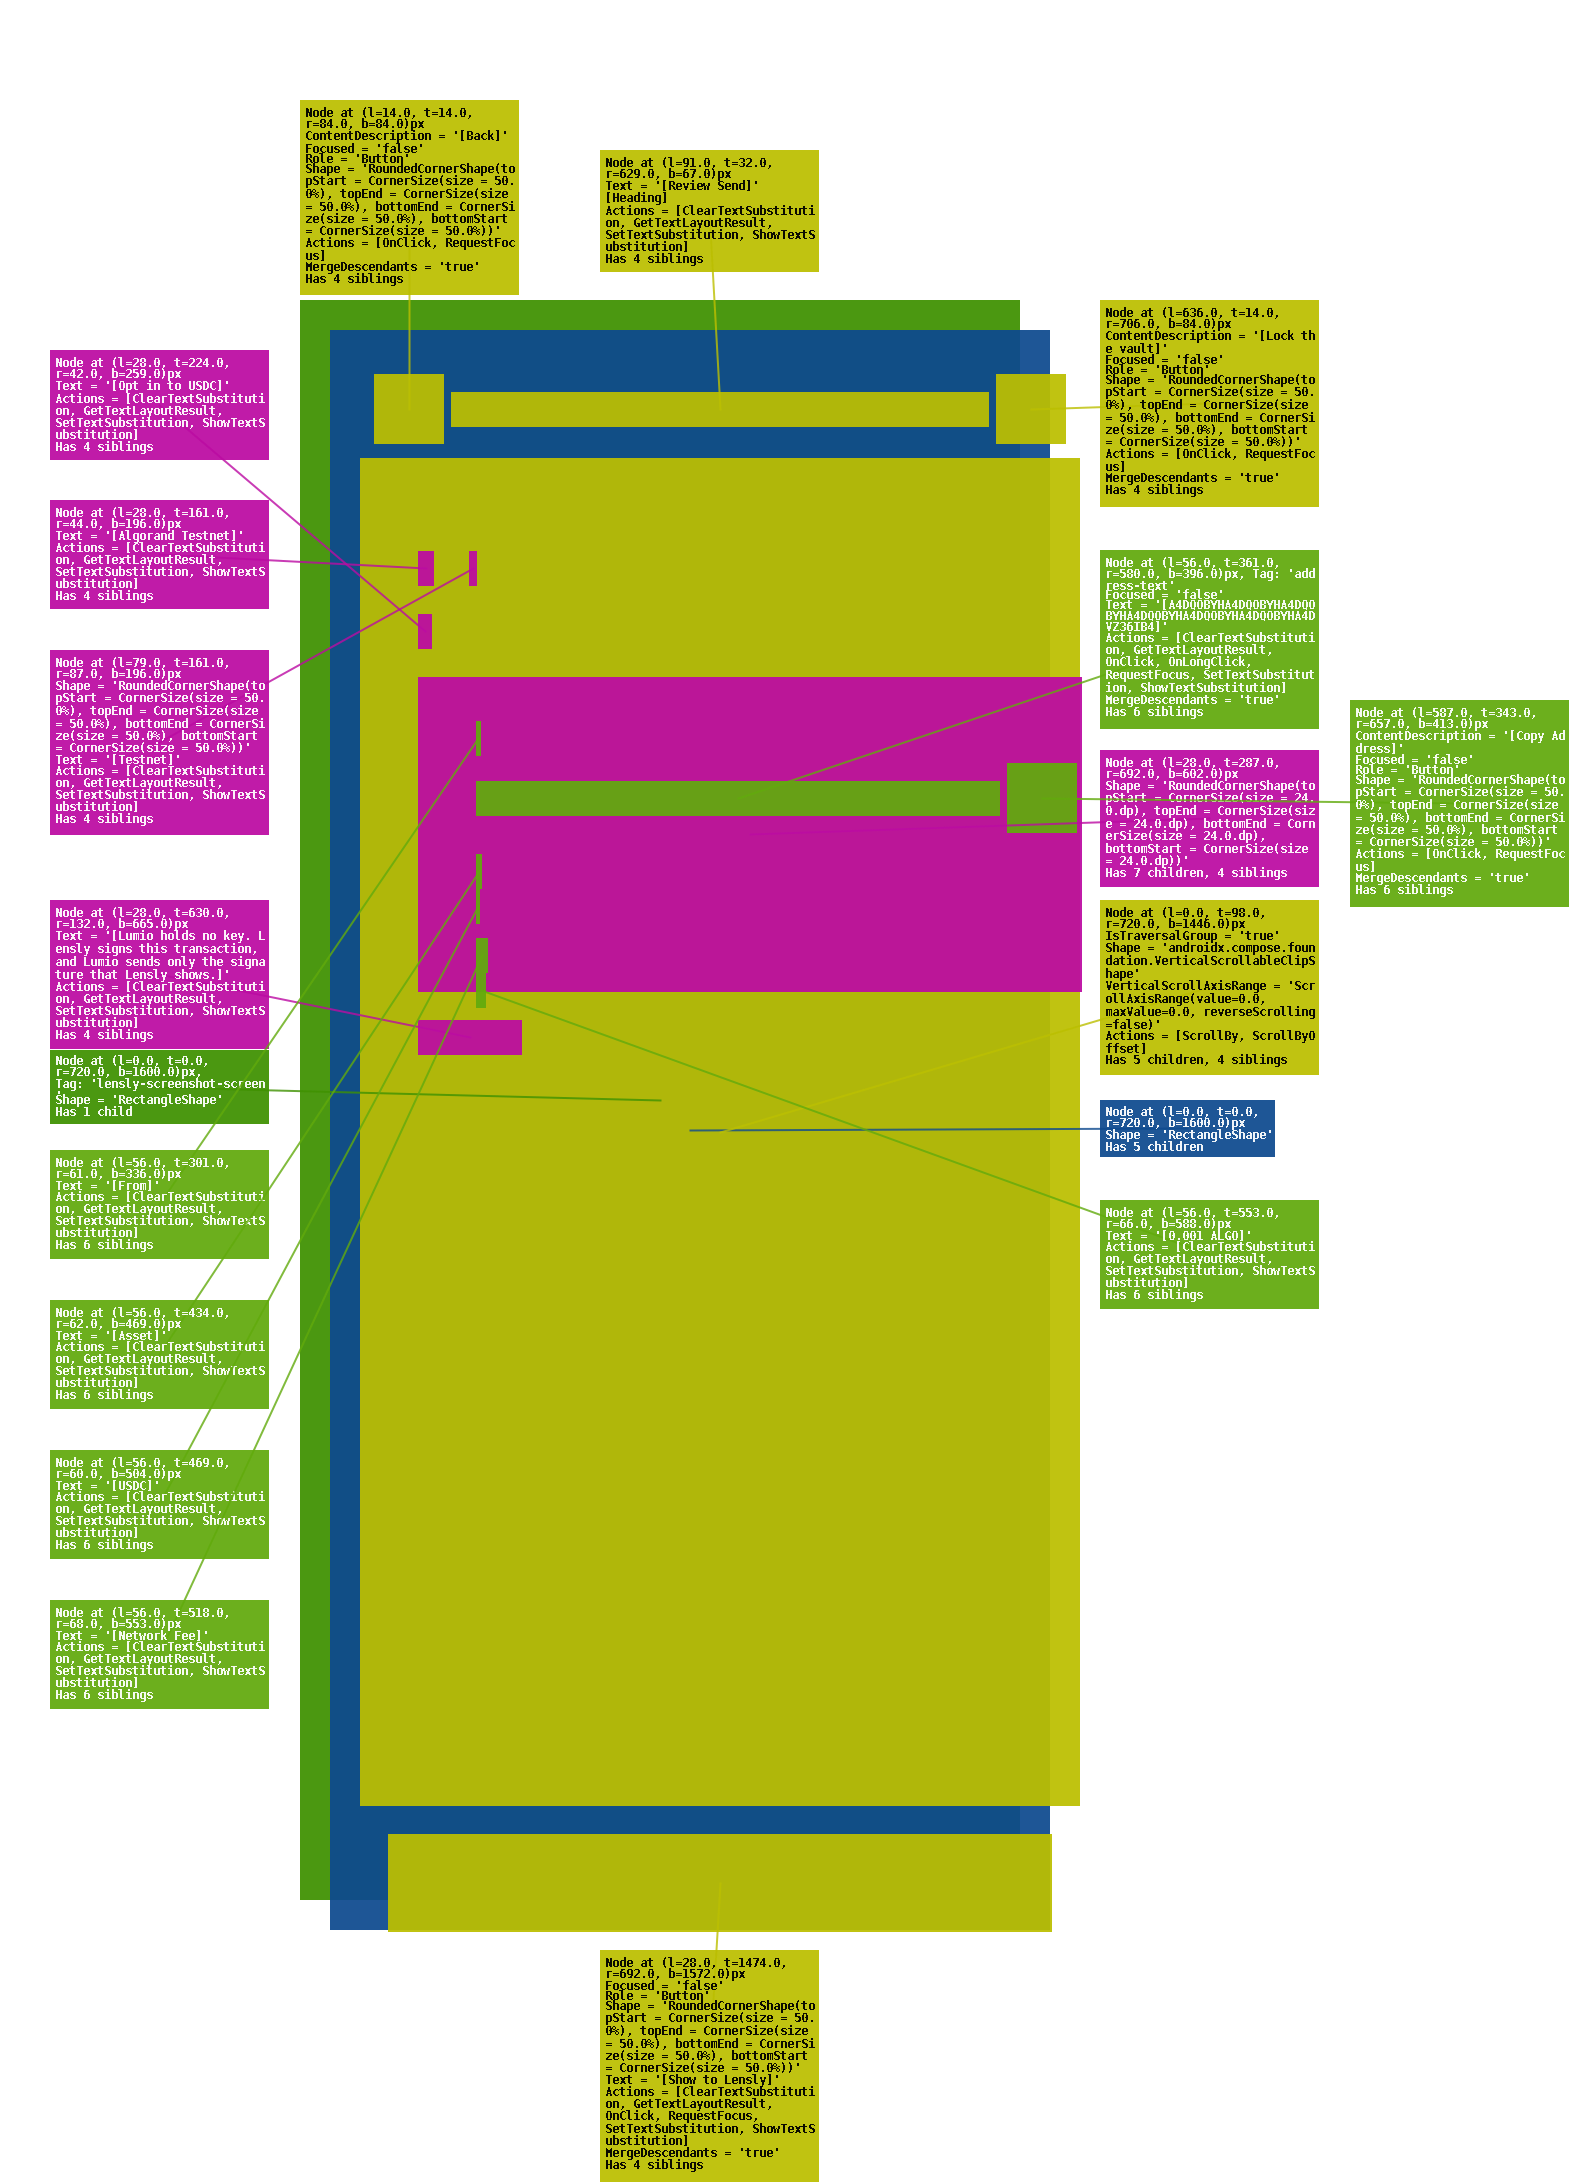 Node at (l=14.0, t=14.0,
r=84.0, b=84.0)px
ContentDescription = '[Back]'
Focused = 'false'
Role = 'Button'
Shape = 'RoundedCornerShape(to
pStart = CornerSize(size = 50.
0%), topEnd = CornerSize(size
= 50.0%), bottomEnd = CornerSi
ze(size = 50.0%), bottomStart
= CornerSize(size = 50.0%))'
Actions = [OnClick, RequestFoc
us]
MergeDescendants = 'true'
Has 4 siblings
Node at (l=91.0, t=32.0,
r=629.0, b=67.0)px
Text = '[Review Send]'
[Heading]
Actions = [ClearTextSubstituti
on, GetTextLayoutResult,
SetTextSubstitution, ShowTextS
ubstitution]
Has 4 siblings
Node at (l=636.0, t=14.0,
r=706.0, b=84.0)px
ContentDescription = '[Lock th
e vault]'
Focused = 'false'
Role = 'Button'
Shape = 'RoundedCornerShape(to
pStart = CornerSize(size = 50.
0%), topEnd = CornerSize(size
= 50.0%), bottomEnd = CornerSi
ze(size = 50.0%), bottomStart
= CornerSize(size = 50.0%))'
Actions = [OnClick, RequestFoc
us]
MergeDescendants = 'true'
Has 4 siblings
Node at (l=28.0, t=224.0,
r=42.0, b=259.0)px
Text = '[Opt in to USDC]'
Actions = [ClearTextSubstituti
on, GetTextLayoutResult,
SetTextSubstitution, ShowTextS
ubstitution]
Has 4 siblings
Node at (l=28.0, t=161.0,
r=44.0, b=196.0)px
Text = '[Algorand Testnet]'
Actions = [ClearTextSubstituti
on, GetTextLayoutResult,
SetTextSubstitution, ShowTextS
ubstitution]
Has 4 siblings
Node at (l=79.0, t=161.0,
r=87.0, b=196.0)px
Shape = 'RoundedCornerShape(to
pStart = CornerSize(size = 50.
0%), topEnd = CornerSize(size
= 50.0%), bottomEnd = CornerSi
ze(size = 50.0%), bottomStart
= CornerSize(size = 50.0%))'
Text = '[Testnet]'
Actions = [ClearTextSubstituti
on, GetTextLayoutResult,
SetTextSubstitution, ShowTextS
ubstitution]
Has 4 siblings
Node at (l=56.0, t=361.0,
r=580.0, b=396.0)px, Tag: 'add
ress-text'
Focused = 'false'
Text = '[A4DQOBYHA4DQOBYHA4DQO
BYHA4DQOBYHA4DQOBYHA4DQOBYHA4D
VZ36IB4]'
Actions = [ClearTextSubstituti
on, GetTextLayoutResult,
OnClick, OnLongClick,
RequestFocus, SetTextSubstitut
ion, ShowTextSubstitution]
MergeDescendants = 'true'
Has 6 siblings
Node at (l=587.0, t=343.0,
r=657.0, b=413.0)px
ContentDescription = '[Copy Ad
dress]'
Focused = 'false'
Role = 'Button'
Shape = 'RoundedCornerShape(to
pStart = CornerSize(size = 50.
0%), topEnd = CornerSize(size
= 50.0%), bottomEnd = CornerSi
ze(size = 50.0%), bottomStart
= CornerSize(size = 50.0%))'
Actions = [OnClick, RequestFoc
us]
MergeDescendants = 'true'
Has 6 siblings
Node at (l=28.0, t=287.0,
r=692.0, b=602.0)px
Shape = 'RoundedCornerShape(to
pStart = CornerSize(size = 24.
0.dp), topEnd = CornerSize(siz
e = 24.0.dp), bottomEnd = Corn
erSize(size = 24.0.dp),
bottomStart = CornerSize(size
= 24.0.dp))'
Has 7 children, 4 siblings
Node at (l=28.0, t=630.0,
r=132.0, b=665.0)px
Text = '[Lumio holds no key. L
ensly signs this transaction,
and Lumio sends only the signa
ture that Lensly shows.]'
Actions = [ClearTextSubstituti
on, GetTextLayoutResult,
SetTextSubstitution, ShowTextS
ubstitution]
Has 4 siblings
Node at (l=0.0, t=98.0,
r=720.0, b=1446.0)px
IsTraversalGroup = 'true'
Shape = 'androidx.compose.foun
dation.VerticalScrollableClipS
hape'
VerticalScrollAxisRange = 'Scr
ollAxisRange(value=0.0,
maxValue=0.0, reverseScrolling
=false)'
Actions = [ScrollBy, ScrollByO
ffset]
Has 5 children, 4 siblings
Node at (l=0.0, t=0.0,
r=720.0, b=1600.0)px,
Tag: 'lensly-screenshot-screen
'
Shape = 'RectangleShape'
Has 1 child
Node at (l=0.0, t=0.0,
r=720.0, b=1600.0)px
Shape = 'RectangleShape'
Has 5 children
Node at (l=56.0, t=301.0,
r=61.0, b=336.0)px
Text = '[From]'
Actions = [ClearTextSubstituti
on, GetTextLayoutResult,
SetTextSubstitution, ShowTextS
ubstitution]
Has 6 siblings
Node at (l=56.0, t=553.0,
r=66.0, b=588.0)px
Text = '[0.001 ALGO]'
Actions = [ClearTextSubstituti
on, GetTextLayoutResult,
SetTextSubstitution, ShowTextS
ubstitution]
Has 6 siblings
Node at (l=56.0, t=434.0,
r=62.0, b=469.0)px
Text = '[Asset]'
Actions = [ClearTextSubstituti
on, GetTextLayoutResult,
SetTextSubstitution, ShowTextS
ubstitution]
Has 6 siblings
Node at (l=56.0, t=469.0,
r=60.0, b=504.0)px
Text = '[USDC]'
Actions = [ClearTextSubstituti
on, GetTextLayoutResult,
SetTextSubstitution, ShowTextS
ubstitution]
Has 6 siblings
Node at (l=56.0, t=518.0,
r=68.0, b=553.0)px
Text = '[Network Fee]'
Actions = [ClearTextSubstituti
on, GetTextLayoutResult,
SetTextSubstitution, ShowTextS
ubstitution]
Has 6 siblings
Node at (l=28.0, t=1474.0,
r=692.0, b=1572.0)px
Focused = 'false'
Role = 'Button'
Shape = 'RoundedCornerShape(to
pStart = CornerSize(size = 50.
0%), topEnd = CornerSize(size
= 50.0%), bottomEnd = CornerSi
ze(size = 50.0%), bottomStart
= CornerSize(size = 50.0%))'
Text = '[Show to Lensly]'
Actions = [ClearTextSubstituti
on, GetTextLayoutResult,
OnClick, RequestFocus,
SetTextSubstitution, ShowTextS
ubstitution]
MergeDescendants = 'true'
Has 4 siblings